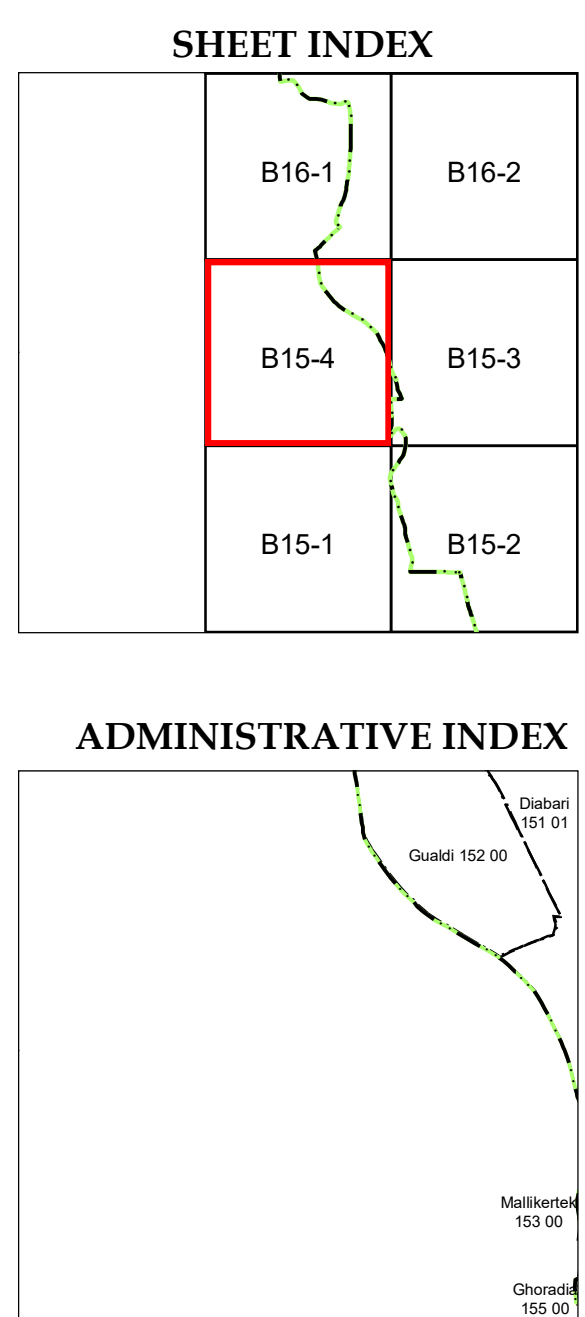 SHEET INDEX
B16-1
B16-2
B15-4
B15-3
B15-1
B15-2
ADMINISTRATIVE INDEX
Diabari
151 01
Gualdi 152 00
Mallikertek
153 00
Ghoradia
155 00